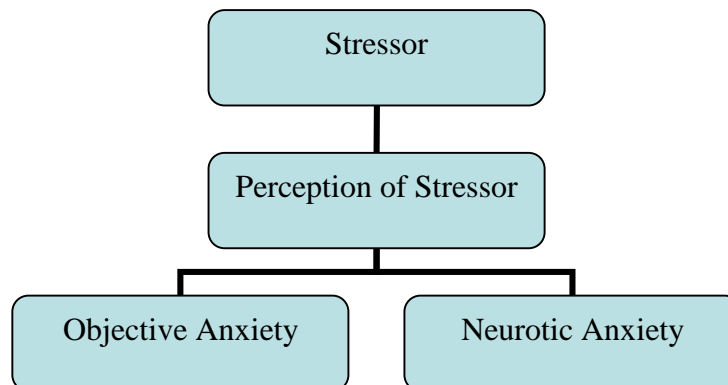 Stressor
Perception of Stressor
Objective Anxiety
Neurotic Anxiety